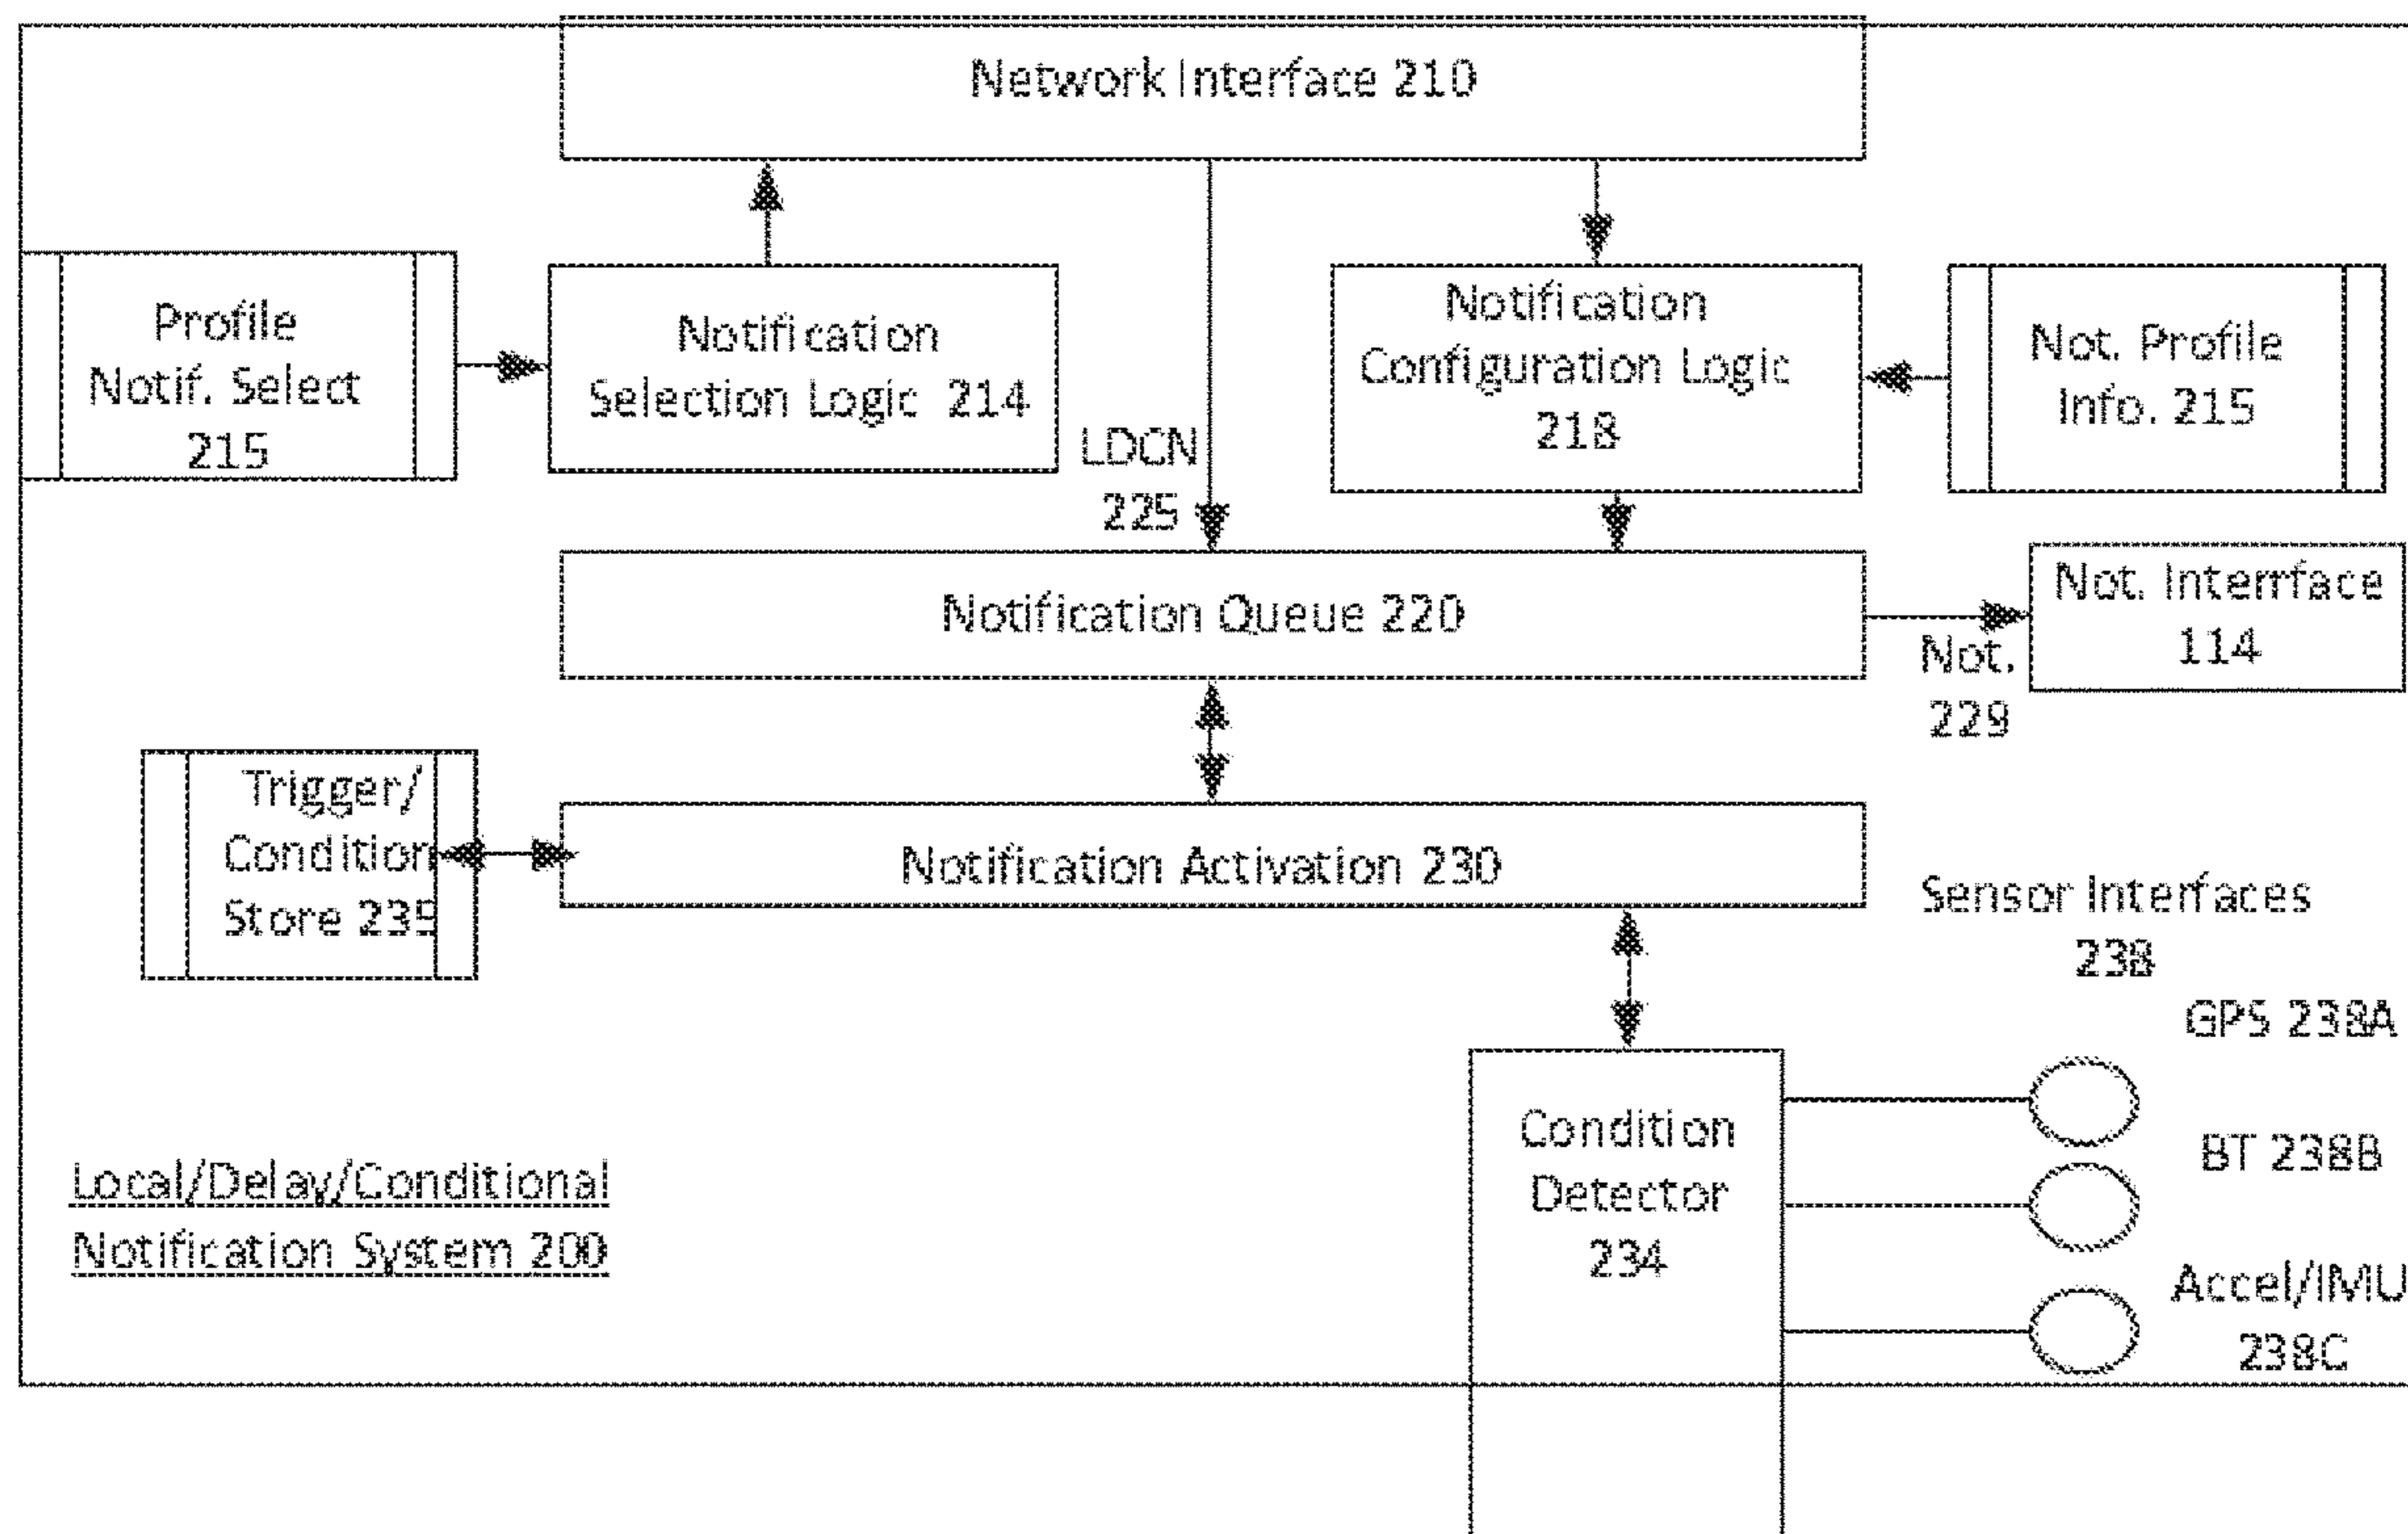 Network Interface 210
Profile
Notif. Select
215
Notification
Selection Logic 214
LDCN
225
Notification
Configuration Logic
218
Not. Profile
Info. 215
Notification Queue 220
Not. Interrface
114
Not.
229
Trigger/
Condition
Store 235
Notification Activation 230
Sensor Interfaces
238
GPS 238A
Condition
Detector
234
BT 238B
Accel/IMU
238C
Local/Delay/Conditional
Notification System 200